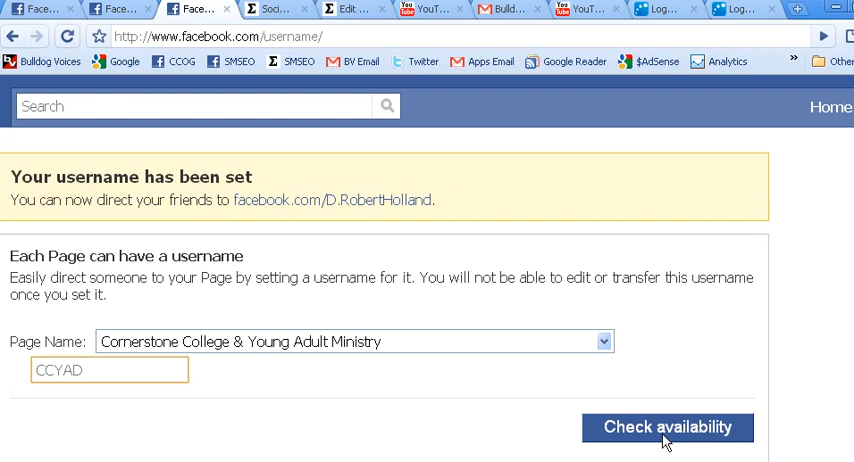 Face... Face... Face... Soci... Edit ... YouT... Bulld... YouT... Log... Log...
http://www.facebook.com/username/
Bulldog Voices Google CCOG SMSEO SMSEO BV Email Twitter Apps Email Google Reader $AdSense Analytics » Other
Search
Home
Your username has been set
You can now direct your friends to facebook.com/D.RobertHolland.
Each Page can have a username
Easily direct someone to your Page by setting a username for it. You will not be able to edit or transfer this username
once you set it.
Page Name: Cornerstone College & Young Adult Ministry
CCYAD
Check availability